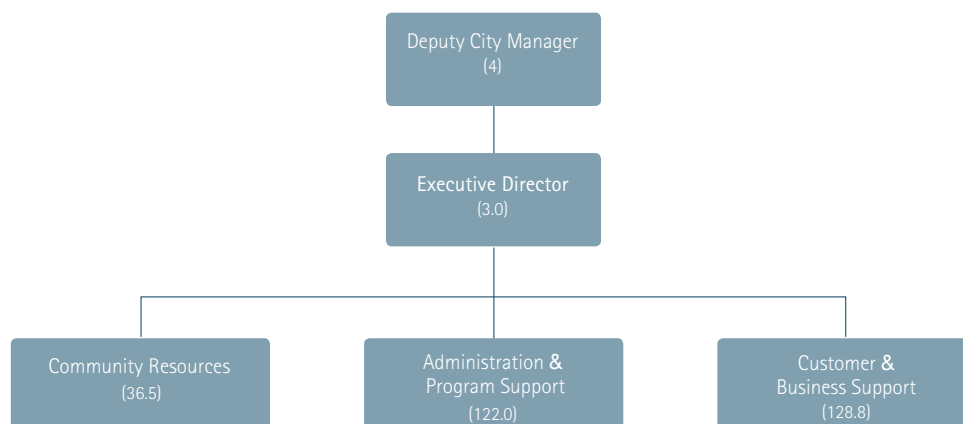 Deputy City Manager
(4)
Executive Director
(3.0)
Community Resources
(36.5)
Administration &
Program Support
(122.0)
Customer &
Business Support
(128.8)